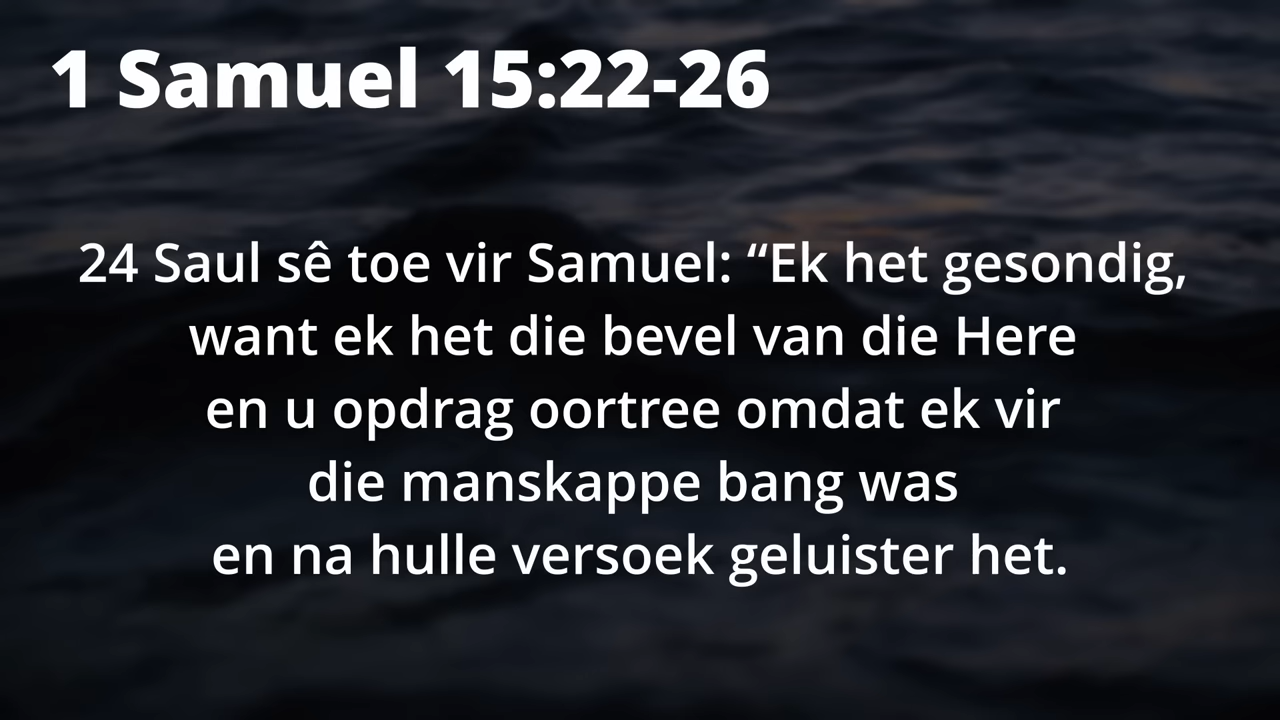 1 Samuel 15:22-26
24 Saul sê toe vir Samuel: “Ek het gesondig,
want ek het die bevel van die Here
en u opdrag oortree omdat ek vir
die manskappe bang was
en na hulle versoek geluister het.